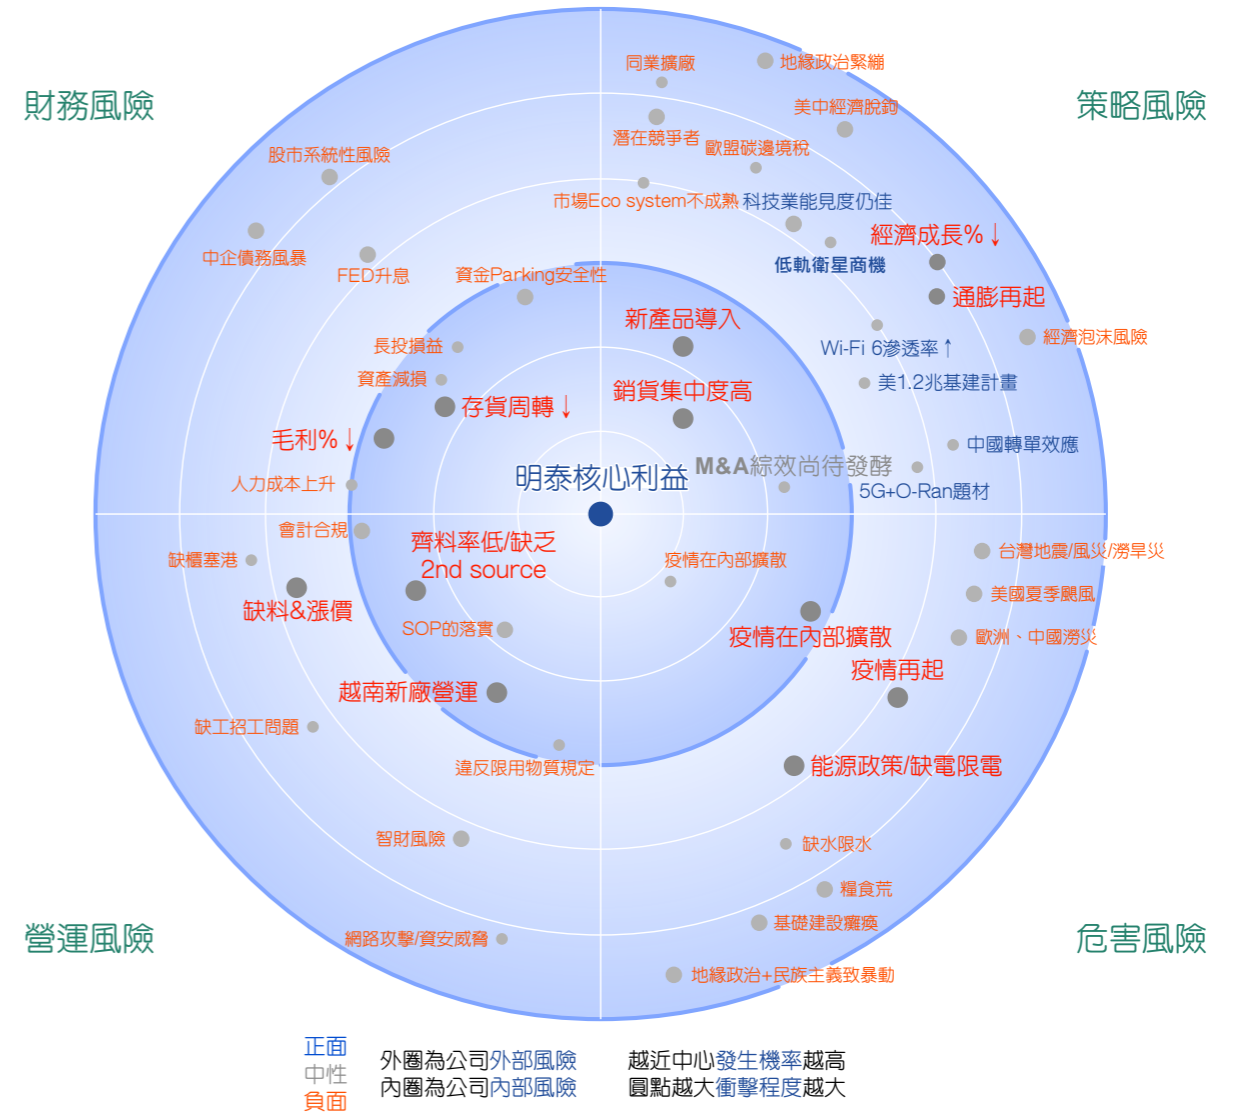 財務風險
策略風險
同業擴廠
地緣政治緊繃
美中經濟脫鉤
潛在競爭者
歐盟碳邊境稅
股市系統性風險
市場Eco system不成熟
科技業能見度仍佳
中企債務風暴
FED升息
資金Parking安全性
低軌衛星商機
經濟成長%↓
通膨再起
新產品導入
經濟泡沫風險
長投損益
Wi-Fi 6滲透率↑
資產減損
美1.2兆基建計畫
銷貨集中度高
存貨周轉↓
毛利%↓
中國轉單效應
M&A綜效尚待發酵
明泰核心利益
人力成本上升
5G+O-Ran題材
會計合規
齊料率低/缺乏
2nd source
台灣地震/風災/澇旱災
缺櫃塞港
疫情在內部擴散
美國夏季颶風
缺料&漲價
SOP的落實
疫情在內部擴散
歐洲、中國澇災
疫情再起
越南新廠營運
缺工招工問題
違反限用物質規定
能源政策/缺電限電
智財風險
缺水限水
糧食荒
基礎建設癱瘓
網路攻擊/資安威脅
營運風險
危害風險
地緣政治+民族主義致暴動
正面
中性
負面
外圈為公司外部風險
內圈為公司內部風險
越近中心發生機率越高
圓點越大衝擊程度越大